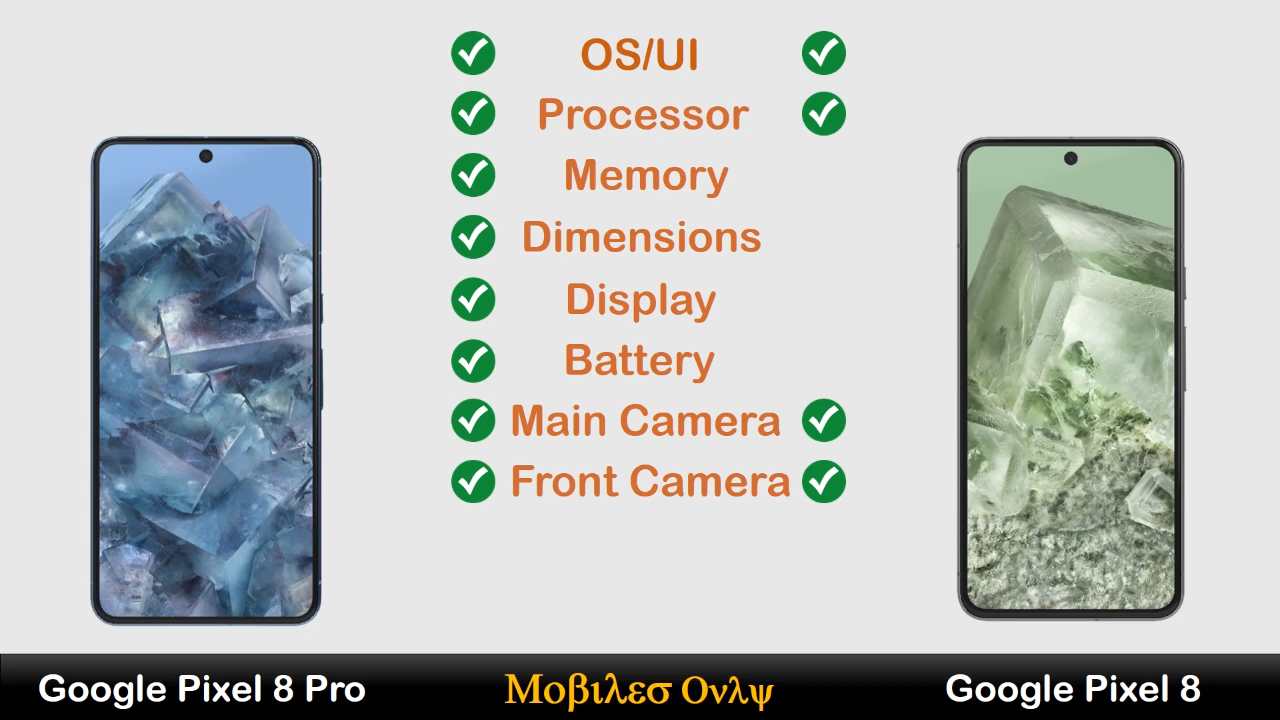 OS/UI
Processor
Memory
Dimensions
Display
Battery
Main Camera
Front Camera
Google Pixel 8 Pro
Μοβιλεσ Ονλψ
Google Pixel 8